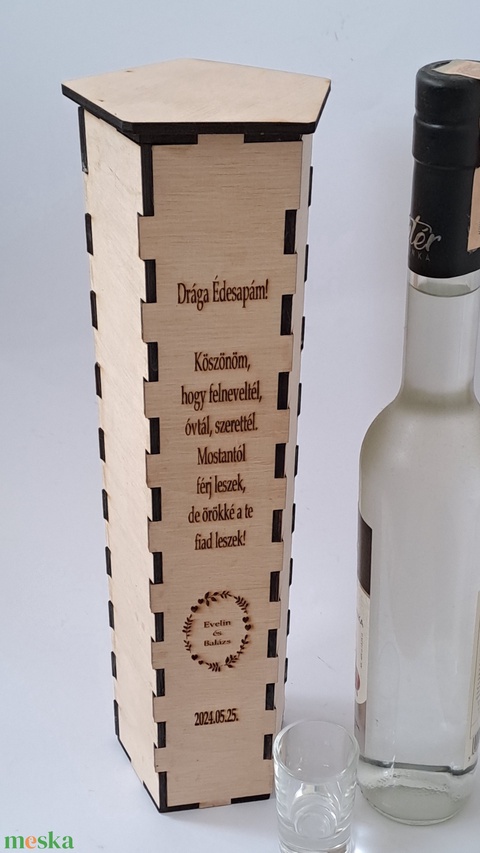 Drága Édesapám!
Köszönöm,
hogy felneveltél,
óvtál, szerettél.
Mostantól
férj leszek,
de örökké a te
fiad leszek!
Evelin
és
Balázs
2024.05.25.
meska